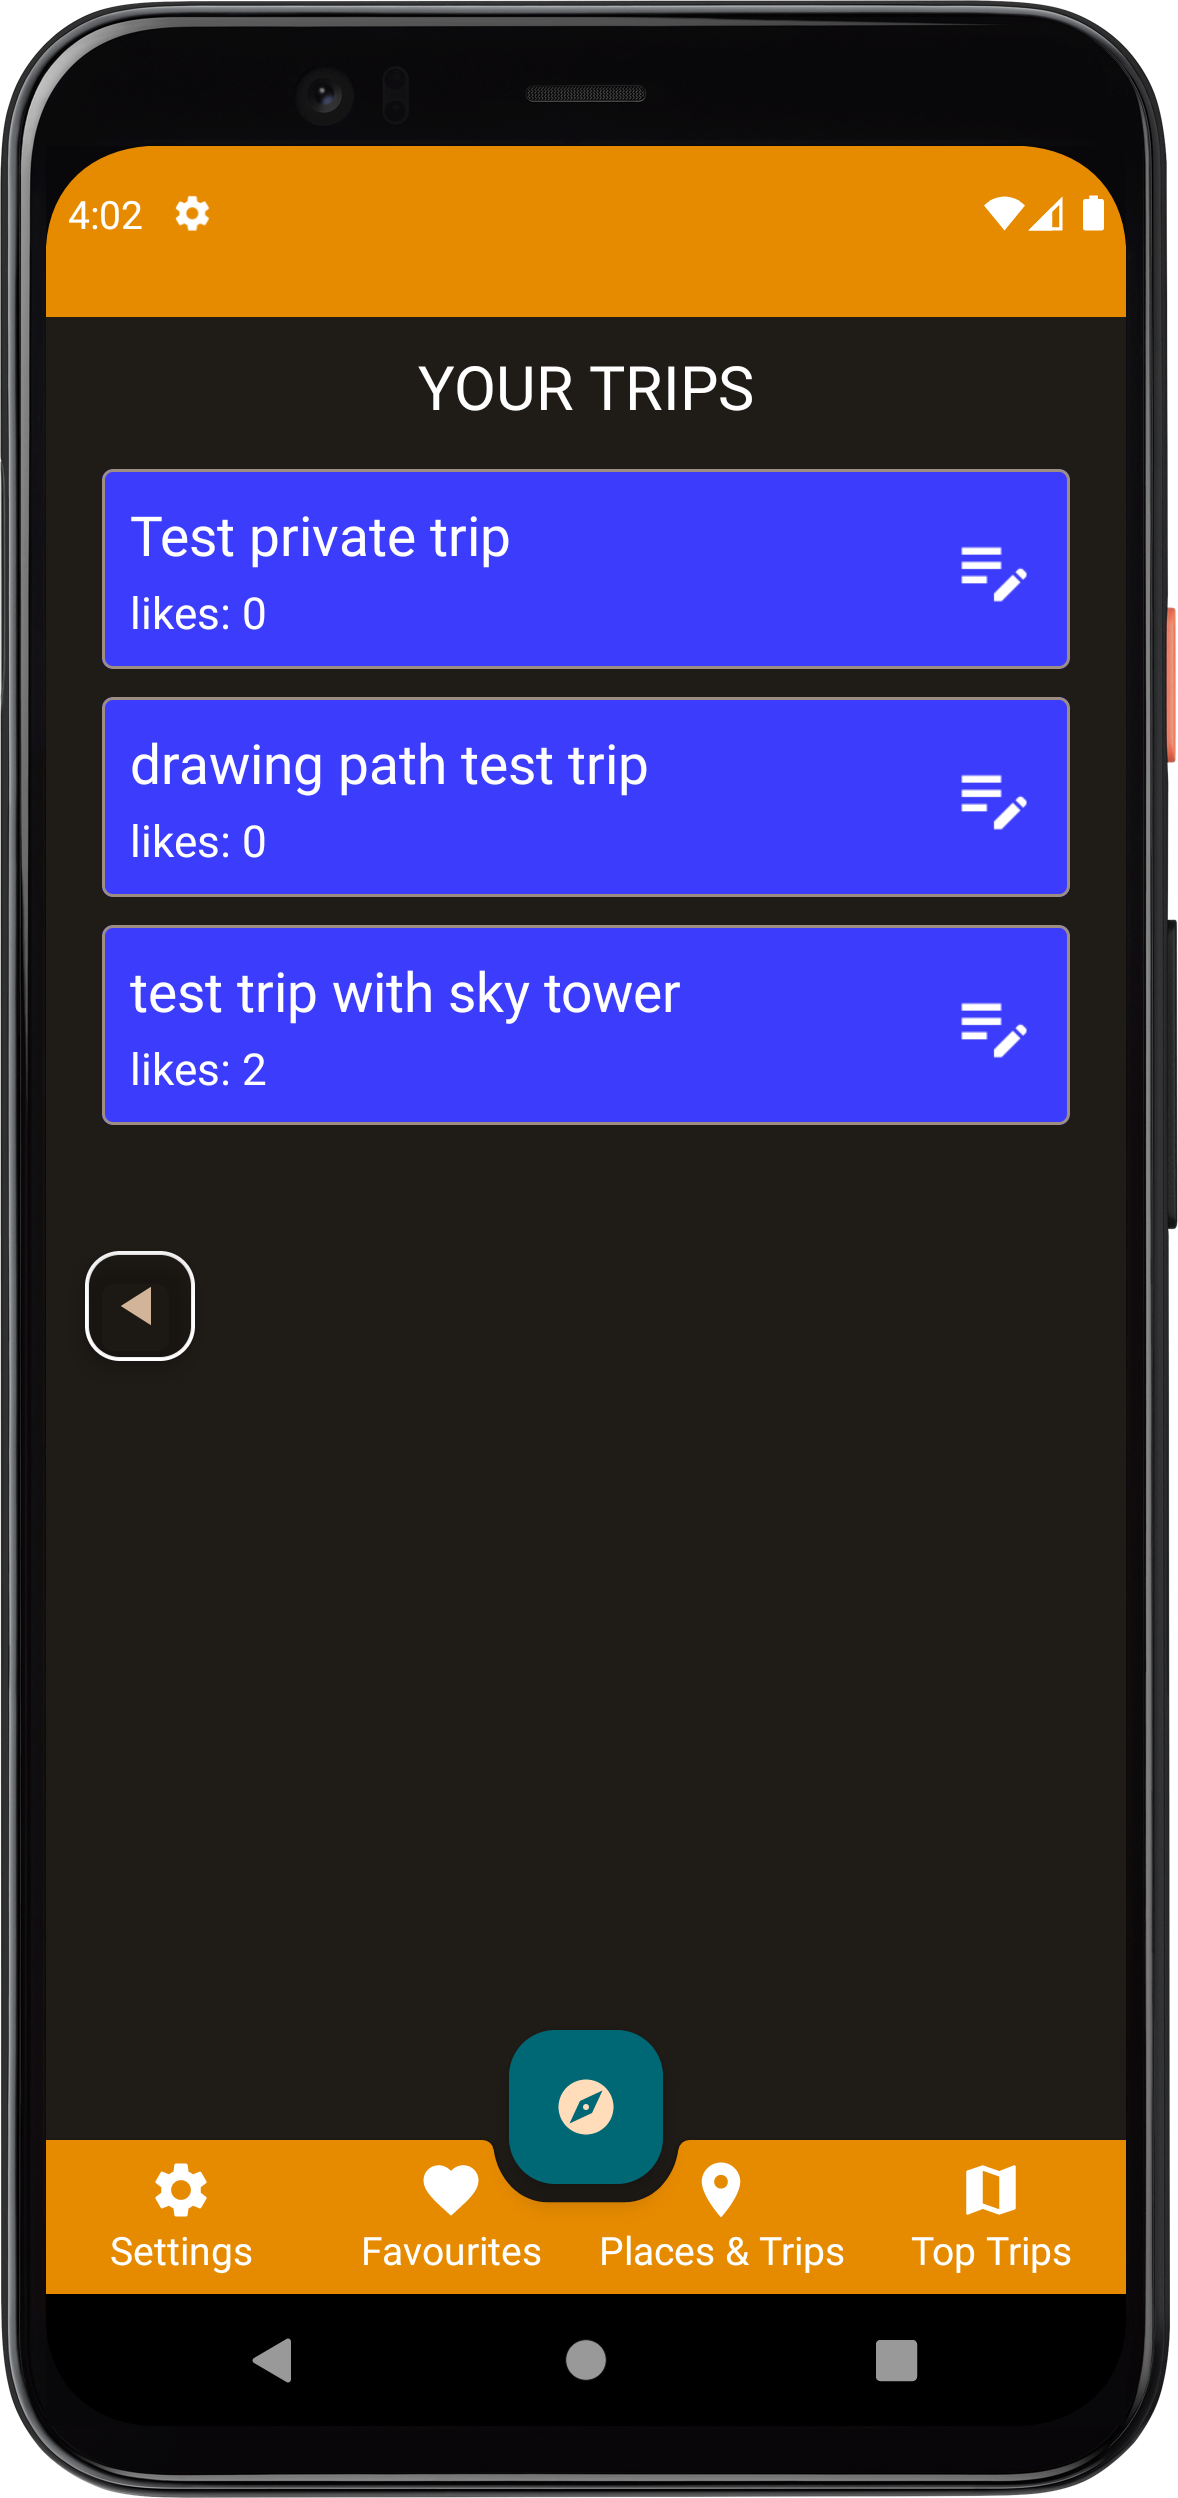 4:02
YOUR TRIPS
Test private trip
likes: 0
drawing path test trip
likes: 0
test trip with sky tower
likes: 2
Settings
Favourites
Places & Trips
Top Trips